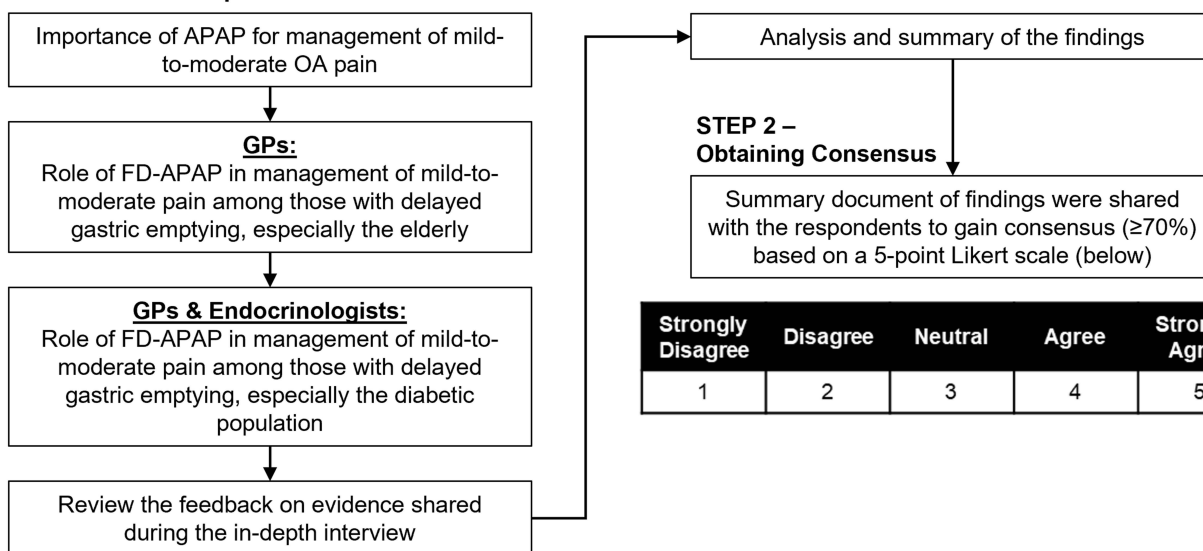 Importance of APAP for management of mild-
to-moderate OA pain
GPs:
Role of FD-APAP in management of mild-to-
moderate pain among those with delayed
gastric emptying, especially the elderly
GPs & Endocrinologists:
Role of FD-APAP in management of mild-to-
moderate pain among those with delayed
gastric emptying, especially the diabetic
population
Review the feedback on evidence shared
during the in-depth interview
Analysis and summary of the findings
STEP 2 –
Obtaining Consensus
Summary document of findings were shared
with the respondents to gain consensus (≥70%)
based on a 5-point Likert scale (below)
Strongly Disagree
Disagree
Neutral
Agree
1
2
3
4
5